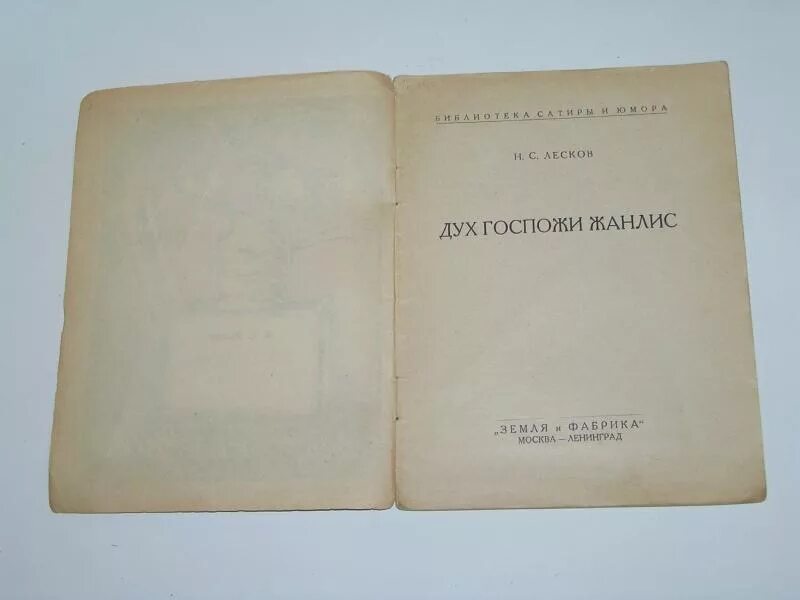 БИБЛИОТЕКА САТИРЫ И ЮМОРА
Н. С. ЛЕСКОВ
ДУХ ГОСПОЖИ ЖАНЛИС
„ЗЕМЛЯ и ФАБРИКА“
МОСКВА — ЛЕНИНГРАД